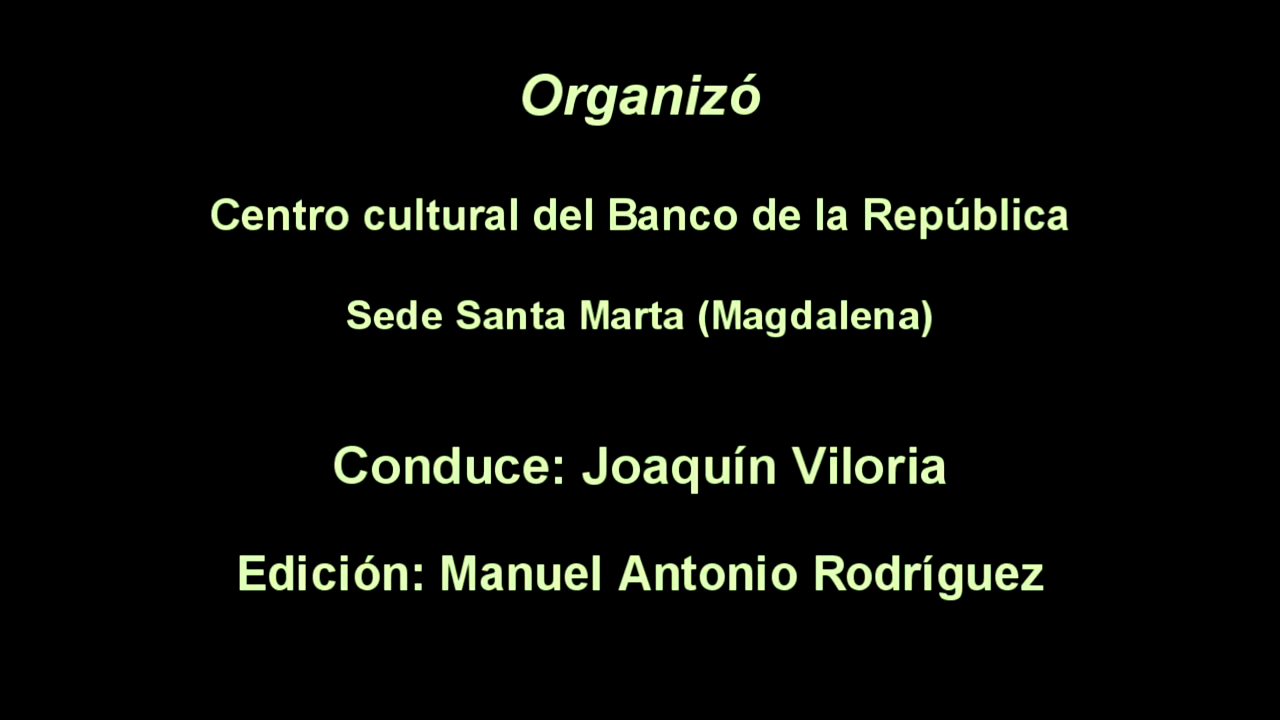 Organizó
Centro cultural del Banco de la República
Sede Santa Marta (Magdalena)
Conduce: Joaquín Viloria
Edición: Manuel Antonio Rodríguez